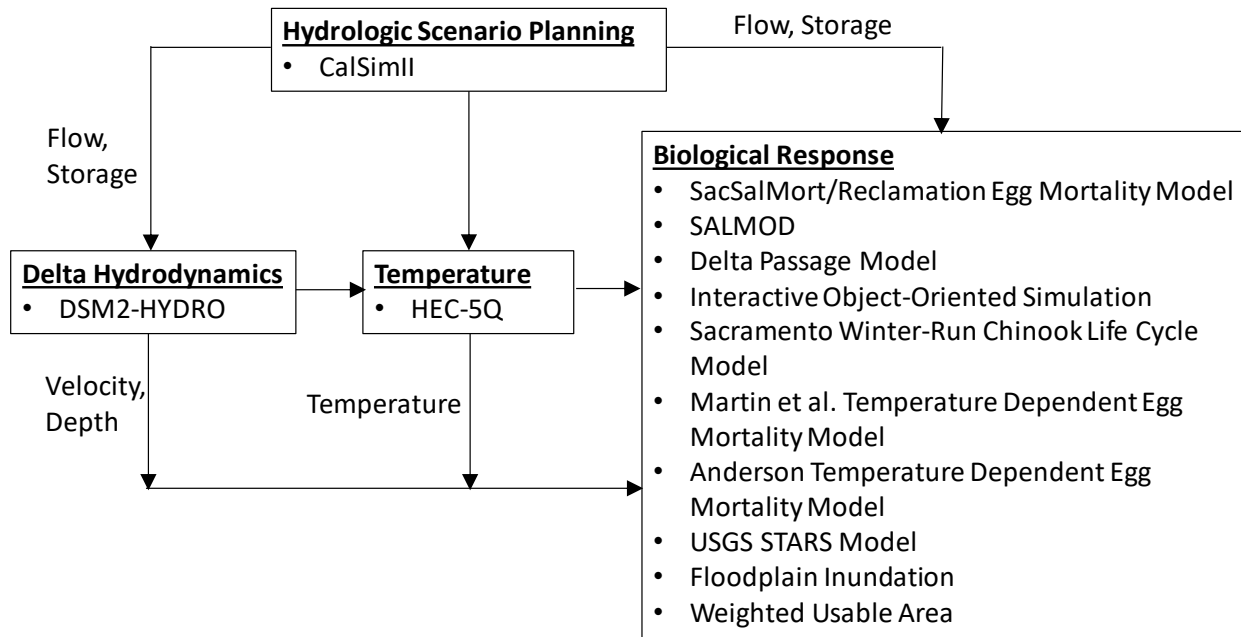 Hydrologic Scenario Planning
• CalSimII
Flow, Storage
Flow,
Storage
Delta Hydrodynamics
• DSM2-HYDRO
Temperature
• HEC-5Q
Velocity,
Depth
Temperature
Biological Response
• SacSalMort/Reclamation Egg Mortality Model
• SALMOD
• Delta Passage Model
• Interactive Object-Oriented Simulation
• Sacramento Winter-Run Chinook Life Cycle
Model
• Martin et al. Temperature Dependent Egg
Mortality Model
• Anderson Temperature Dependent Egg
Mortality Model
• USGS STARS Model
• Floodplain Inundation
• Weighted Usable Area